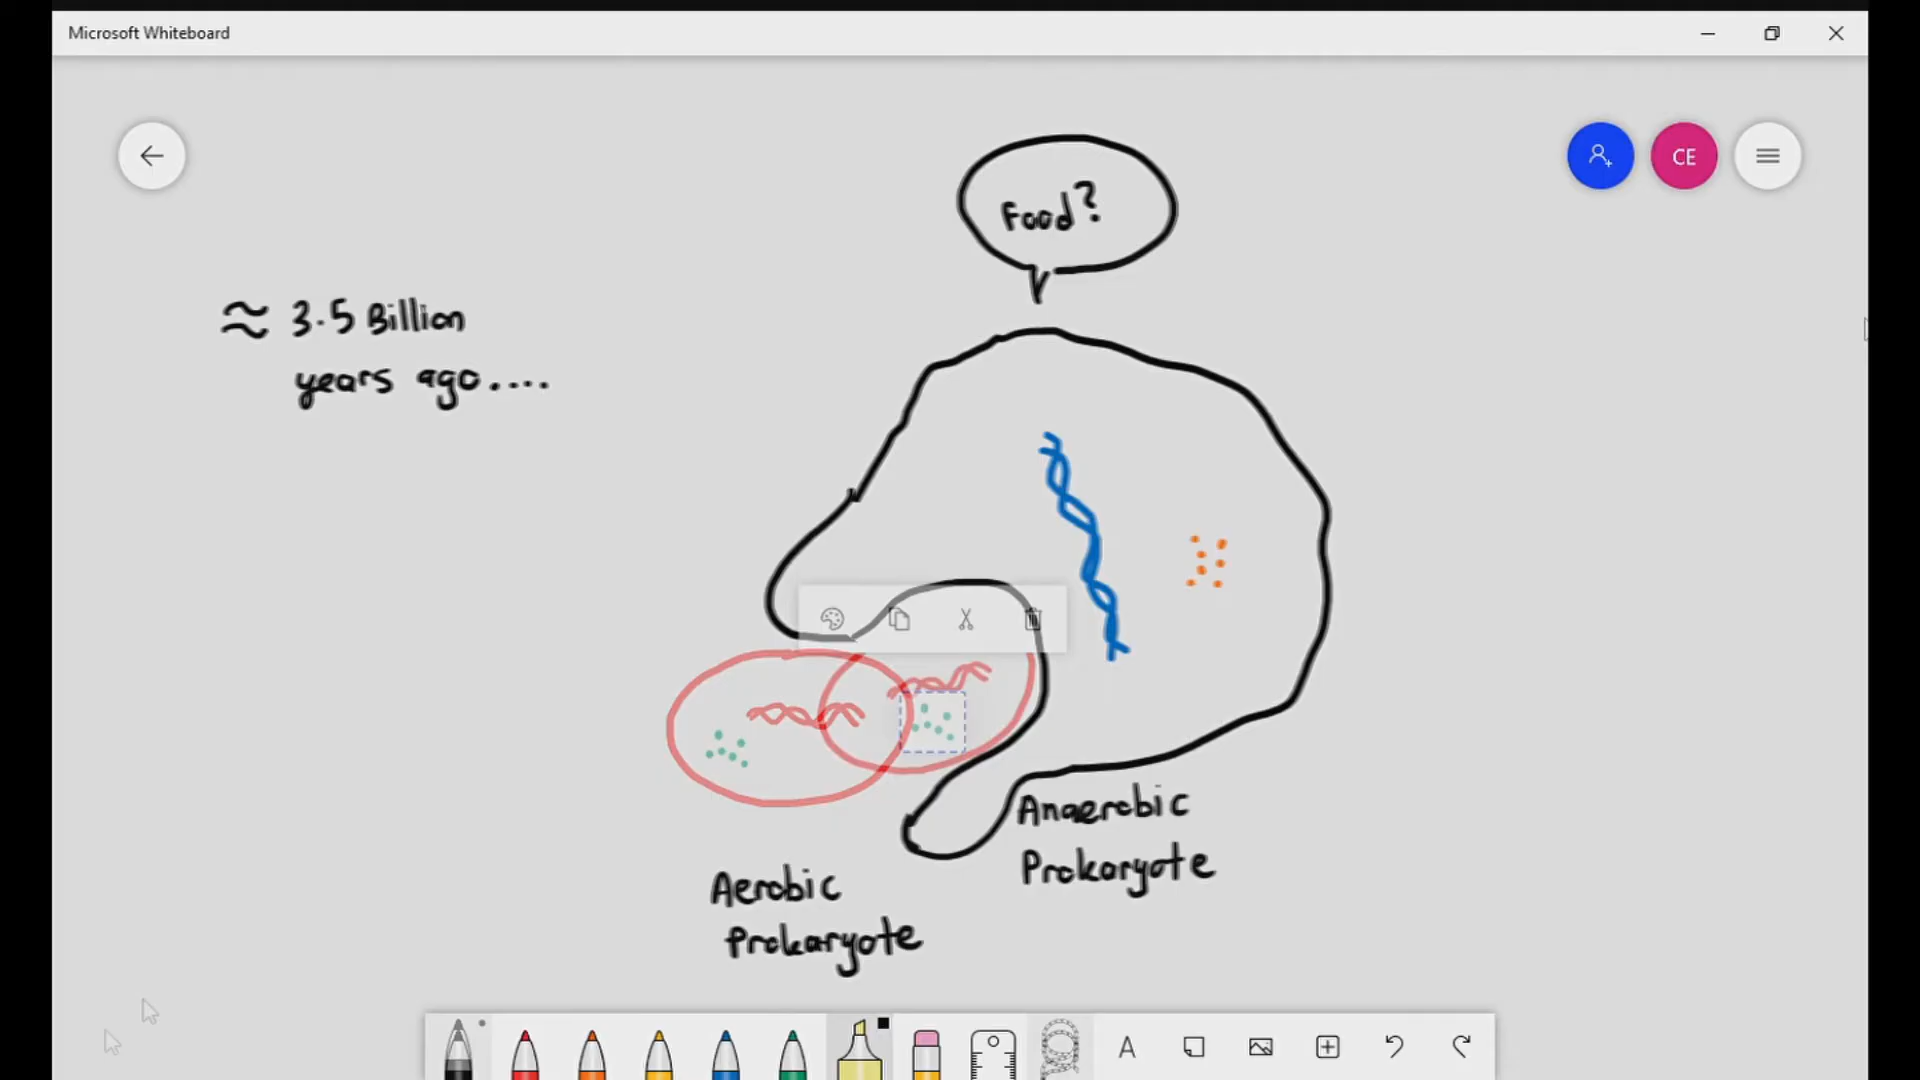 Microsoft Whiteboard
CE
Food?
≈ 3.5 Billion
years ago....
Anaerobic
Prokaryote
Aerobic
Prokaryote
A